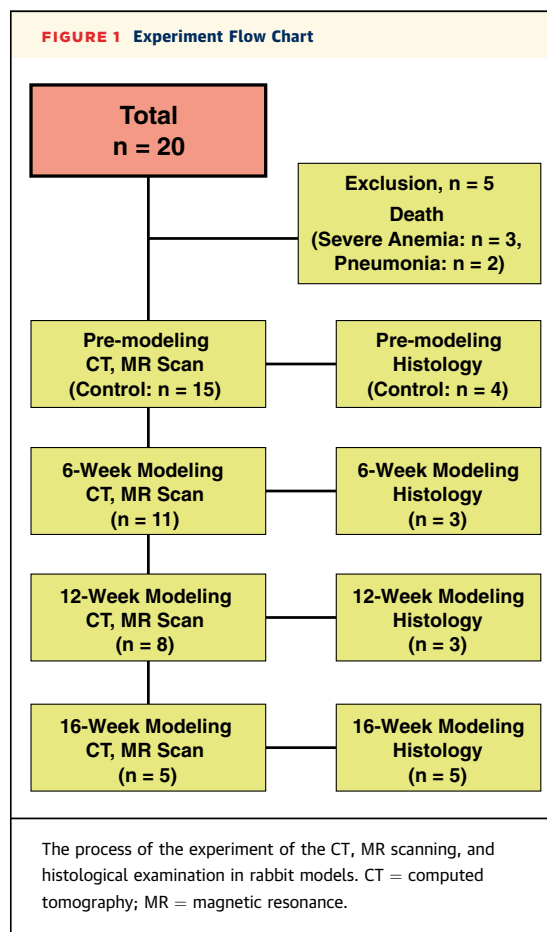 FIGURE 1 Experiment Flow Chart
Total
n = 20
Exclusion, n = 5
Death
(Severe Anemia: n = 3,
Pneumonia: n = 2)
Pre-modeling
CT, MR Scan
(Control: n = 15)
Pre-modeling
Histology
(Control: n = 4)
6-Week Modeling
CT, MR Scan
(n = 11)
6-Week Modeling
Histology
(n = 3)
12-Week Modeling
CT, MR Scan
(n = 8)
12-Week Modeling
Histology
(n = 3)
16-Week Modeling
CT, MR Scan
(n = 5)
16-Week Modeling
Histology
(n = 5)
The process of the experiment of the CT, MR scanning, and
histological examination in rabbit models. CT = computed
tomography; MR = magnetic resonance.